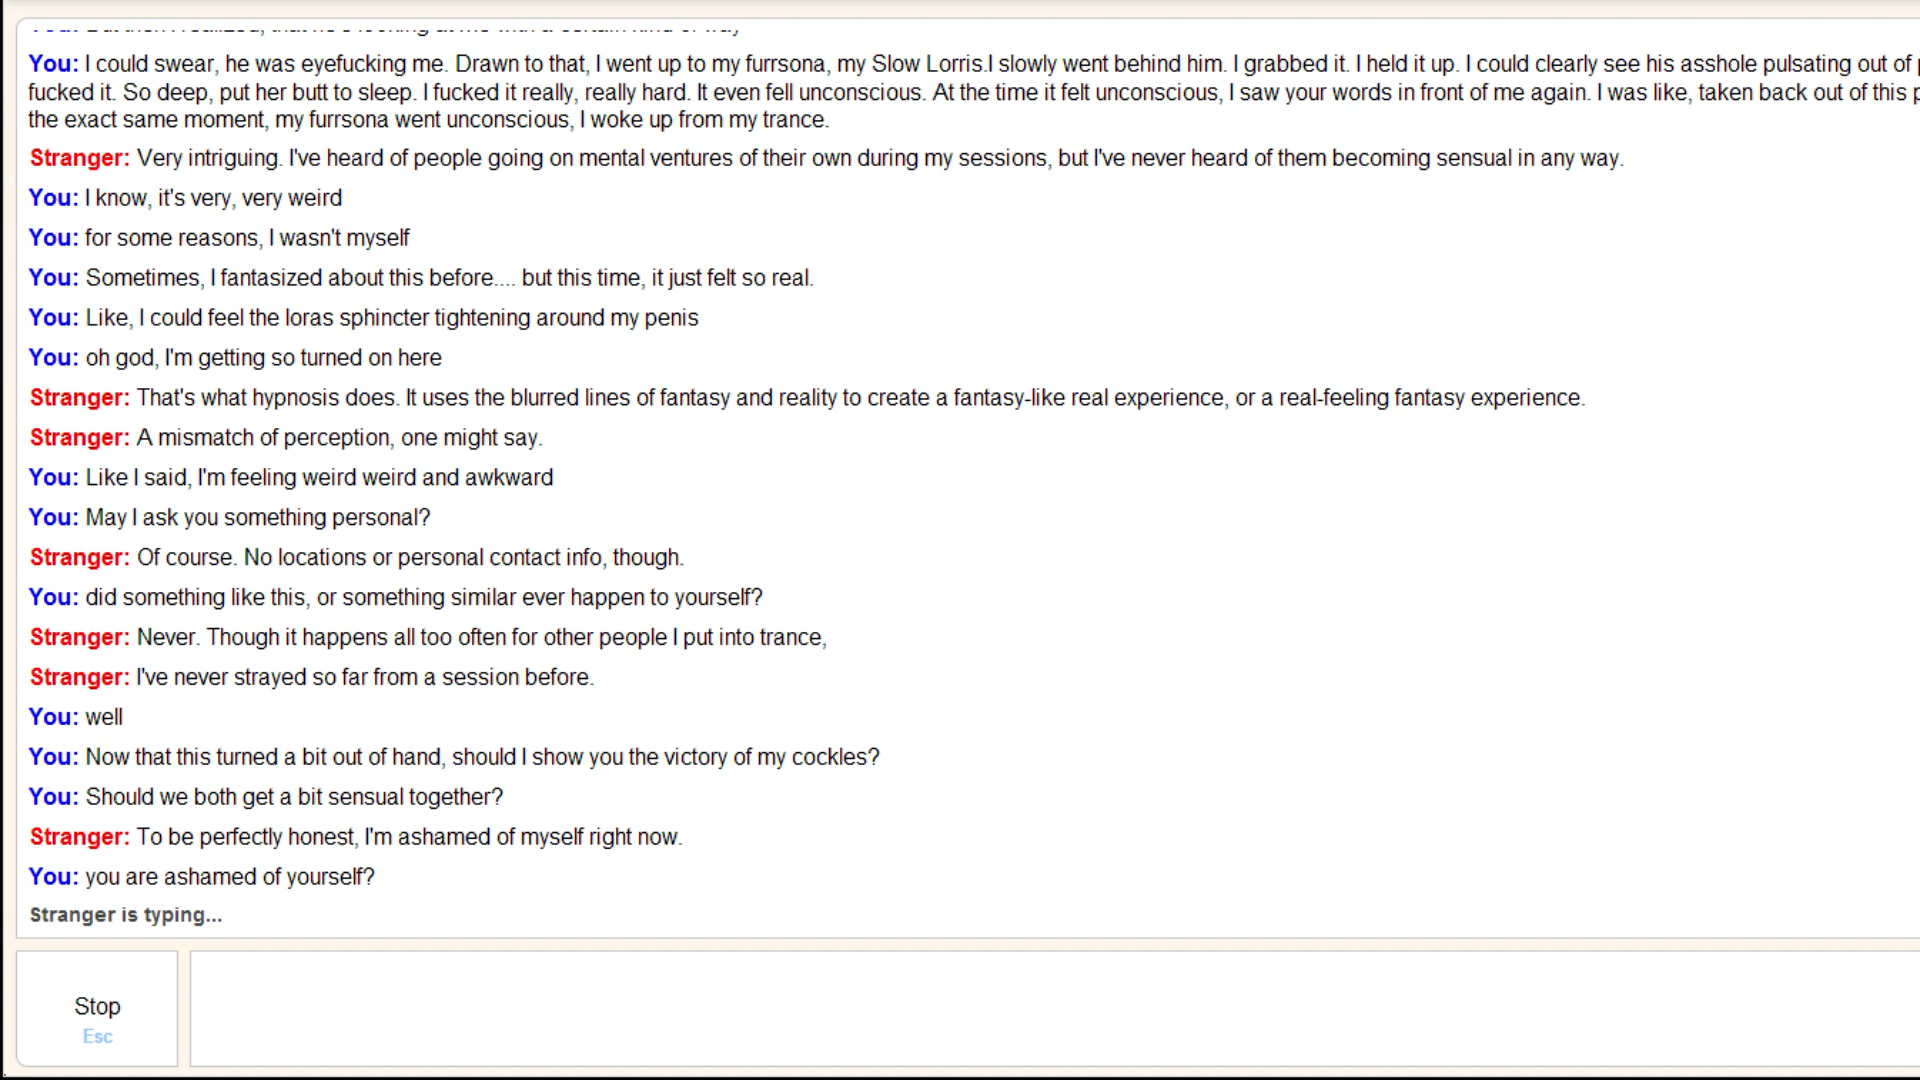 You: I could swear, he was eyefucking me. Drawn to that, I went up to my furrsona, my Slow Lorris.I slowly went behind him. I grabbed it. I held it up. I could clearly see his asshole pulsating out of
fucked it. So deep, put her butt to sleep. I fucked it really, really hard. It even fell unconscious. At the time it felt unconscious, I saw your words in front of me again. I was like, taken back out of this
the exact same moment, my furrsona went unconscious, I woke up from my trance.
Stranger: Very intriguing. I've heard of people going on mental ventures of their own during my sessions, but I've never heard of them becoming sensual in any way.
You: I know, it's very, very weird
You: for some reasons, I wasn't myself
You: Sometimes, I fantasized about this before.... but this time, it just felt so real.
You: Like, I could feel the loras sphincter tightening around my penis
You: oh god, I'm getting so turned on here
Stranger: That's what hypnosis does. It uses the blurred lines of fantasy and reality to create a fantasy-like real experience, or a real-feeling fantasy experience.
Stranger: A mismatch of perception, one might say.
You: Like I said, I'm feeling weird weird and awkward
You: May I ask you something personal?
Stranger: Of course. No locations or personal contact info, though.
You: did something like this, or something similar ever happen to yourself?
Stranger: Never. Though it happens all too often for other people I put into trance,
Stranger: I've never strayed so far from a session before.
You: well
You: Now that this turned a bit out of hand, should I show you the victory of my cockles?
You: Should we both get a bit sensual together?
Stranger: To be perfectly honest, I'm ashamed of myself right now.
You: you are ashamed of yourself?
Stranger is typing...
Stop
Esc